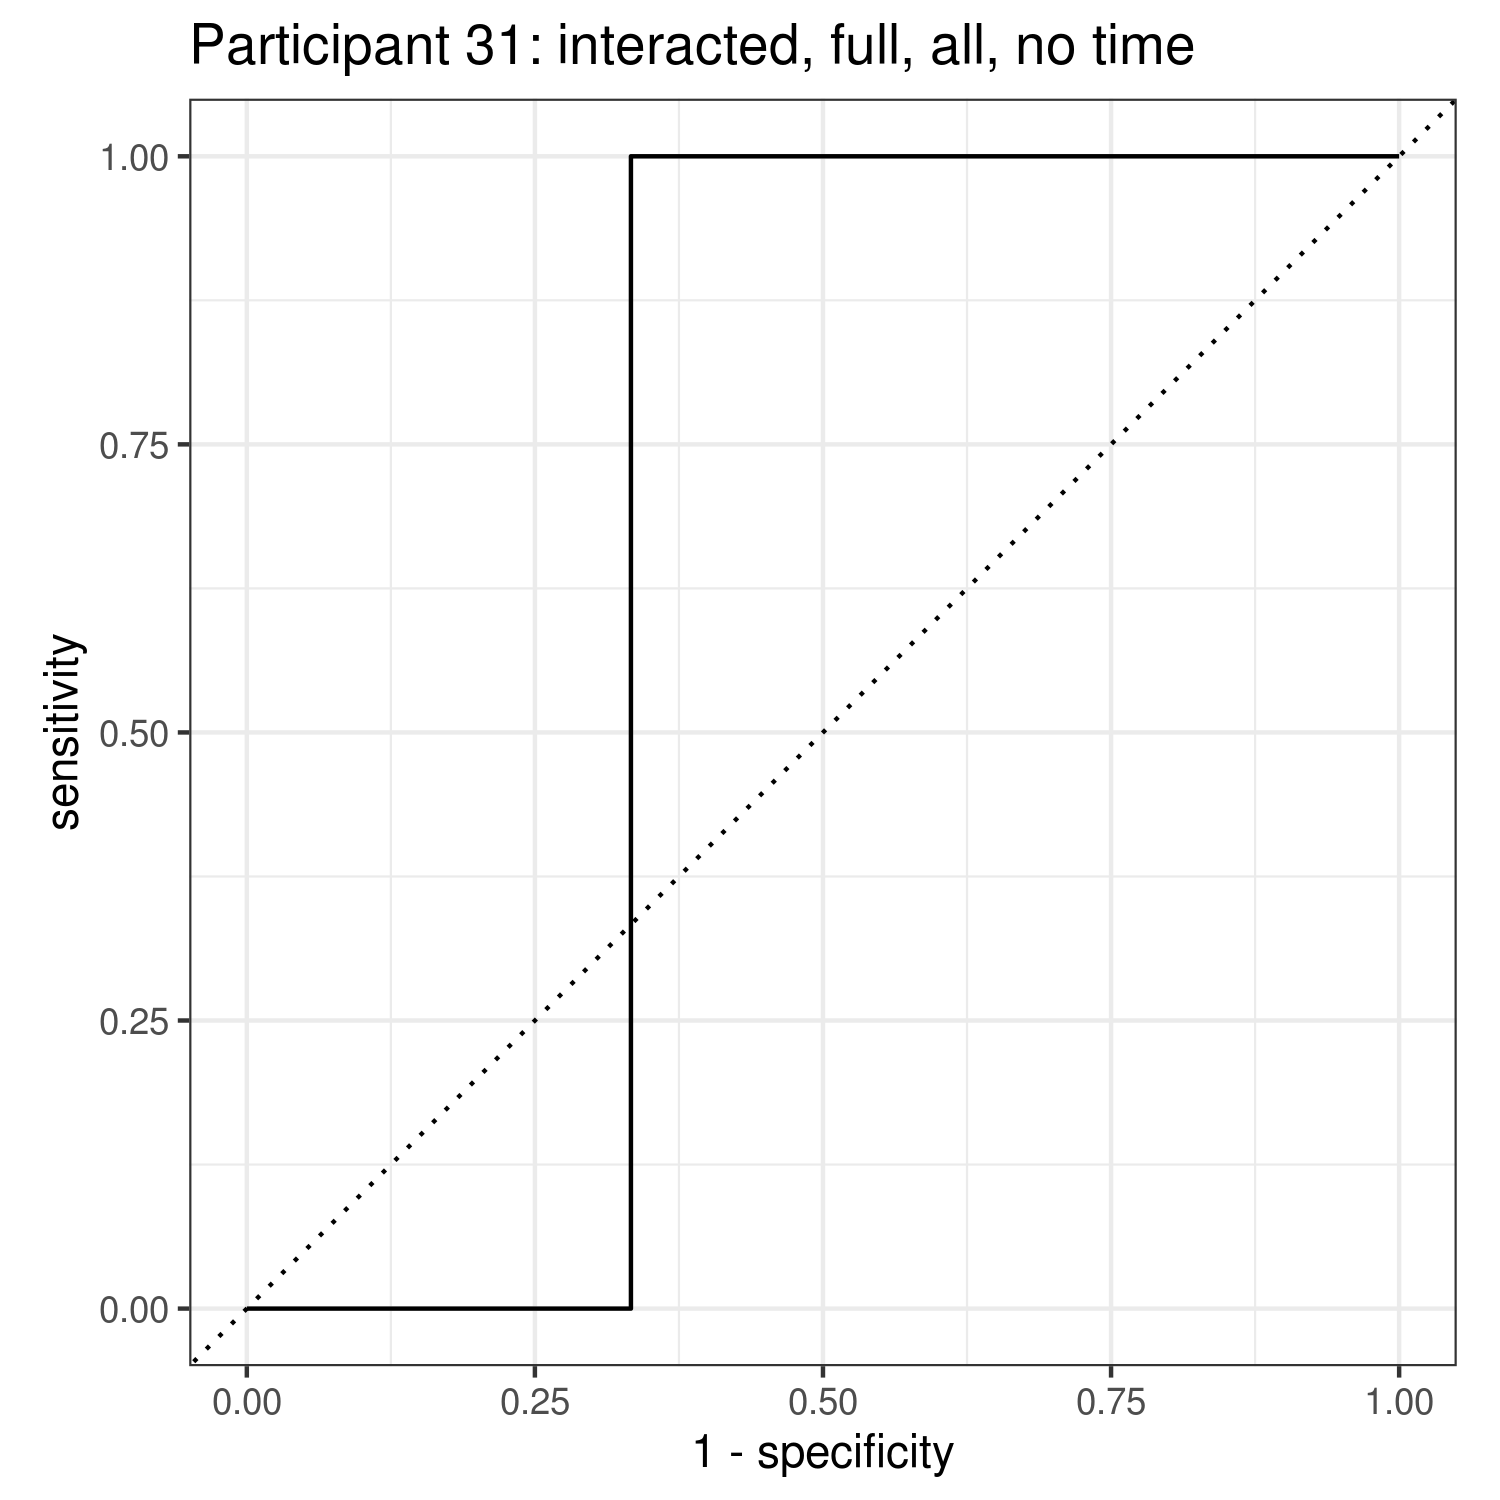 Participant 31: interacted, full, all, no time
1.00
0.75
0.50
0.25
0.00
sensitivity
0.00 0.25 0.50 0.75 1.00
1 - specificity